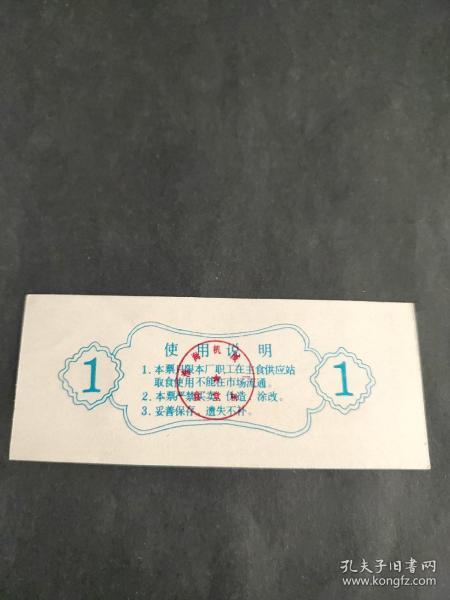 使用说明
1
1. 本票只限本厂职工在主食供应站
取食使用不能在市场流通。
2. 本票严禁买卖，伪造，涂改。
3. 妥善保存，遗失不补。
1
孔夫子旧书网
www.kongfz.com